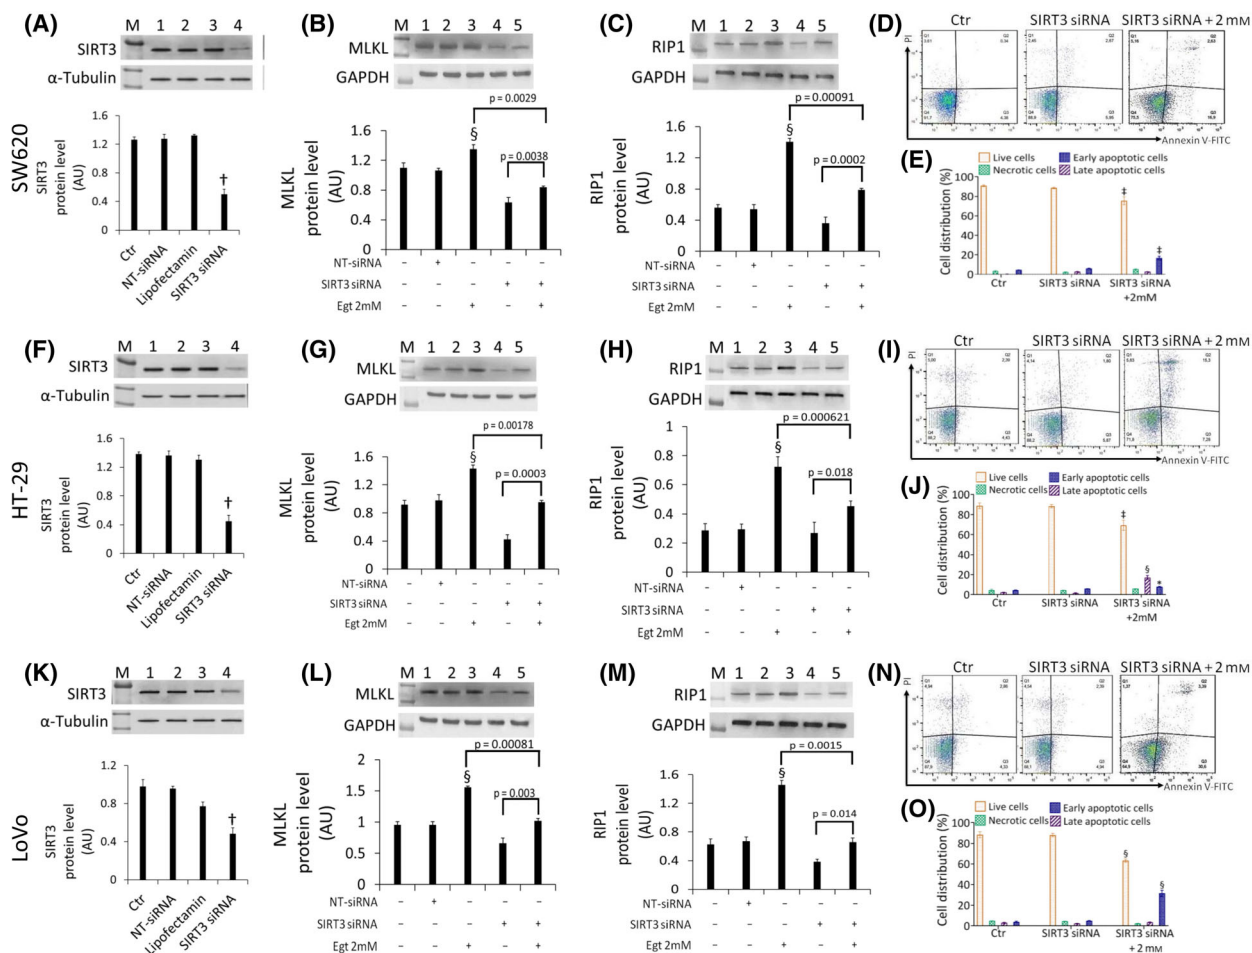 (A)
M 1 2 3 4
SIRT3
α-Tubulin
1.6
1.2
0.8
0.4
0
SIRT3
protein level
(AU)
†
Ctr
NT-siRNA
Lipofectamin
SIRT3 siRNA
SW620
(B)
M 1 2 3 4 5
MLKL
GAPDH
p = 0.0029
p = 0.0038
§
1.6
1.2
0.8
0.4
0
MLKL
protein level
(AU)
NT-siRNA – + – – –
SIRT3 siRNA – – – + +
Egt 2mM – – + – +
(C)
M 1 2 3 4 5
RIP1
GAPDH
p = 0.00091
p = 0.0002
§
1.6
1.2
0.8
0.4
0
RIP1
protein level
(AU)
NT-siRNA – + – – –
SIRT3 siRNA – – – + +
Egt 2mM – – + – +
(D)
Ctr SIRT3 siRNA SIRT3 siRNA + 2 mM
PI
Annexin V-FITC
(E)
Live cells Early apoptotic cells
Necrotic cells Late apoptotic cells
Cell distribution (%)
100
80
60
40
20
0
‡
‡
Ctr SIRT3 siRNA SIRT3 siRNA
+2mM
(F)
M 1 2 3 4
SIRT3
α-Tubulin
1.6
1.2
0.8
0.4
0
SIRT3
protein level
(AU)
†
Ctr
NT-siRNA
Lipofectamin
SIRT3 siRNA
HT-29
(G)
M 1 2 3 4 5
MLKL
GAPDH
p = 0.00178
p = 0.0003
§
1.6
1.2
0.8
0.4
0
MLKL
protein level
(AU)
NT-siRNA – + – – –
SIRT3 siRNA – – – + +
Egt 2mM – – + – +
(H)
M 1 2 3 4 5
RIP1
GAPDH
p = 0.000621
p = 0.018
§
1
0.8
0.6
0.4
0.2
0
RIP1
protein level
(AU)
NT-siRNA – + – – –
SIRT3 siRNA – – – + +
Egt 2mM – – + – +
(I)
Ctr SIRT3 siRNA SIRT3 siRNA + 2 mM
PI
Annexin V-FITC
(J)
Live cells Early apoptotic cells
Necrotic cells Late apoptotic cells
Cell distribution (%)
100
80
60
40
20
0
‡
§
*
Ctr SIRT3 siRNA SIRT3 siRNA
+2mM
(K)
M 1 2 3 4
SIRT3
α-Tubulin
1.2
0.8
0.4
0
SIRT3
protein level
(AU)
†
Ctr
NT-siRNA
Lipofectamin
SIRT3 siRNA
LoVo
(L)
M 1 2 3 4 5
MLKL
GAPDH
p = 0.00081
p = 0.003
§
2
1.5
1
0.5
0
MLKL
protein level
(AU)
NT-siRNA – + – – –
SIRT3 siRNA – – – + +
Egt 2mM – – + – +
(M)
M 1 2 3 4 5
RIP1
GAPDH
p = 0.0015
p = 0.014
§
1.6
1.2
0.8
0.4
0
RIP1
protein level
(AU)
NT-siRNA – + – – –
SIRT3 siRNA – – – + +
Egt 2mM – – + – +
(N)
Ctr SIRT3 siRNA SIRT3 siRNA + 2 mM
PI
Annexin V-FITC
(O)
Live cells Early apoptotic cells
Necrotic cells Late apoptotic cells
Cell distribution (%)
100
80
60
40
20
0
§
§
Ctr SIRT3 siRNA SIRT3 siRNA
+ 2 mM